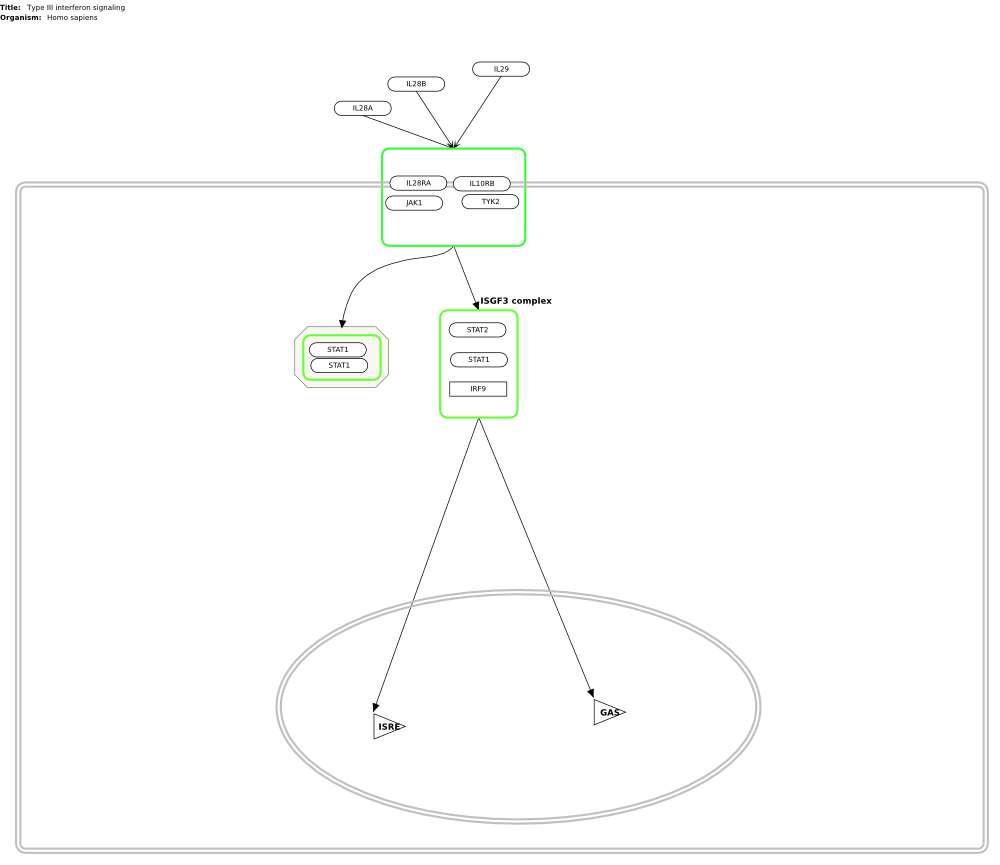 Title: Type III interferon signaling
Organism: Homo sapiens
IL29
IL28B
IL28A
IL28RA
IL10RB
JAK1
TYK2
ISGF3 complex
STAT2
STAT1
STAT1
STAT1
IRF9
ISRE
GAS